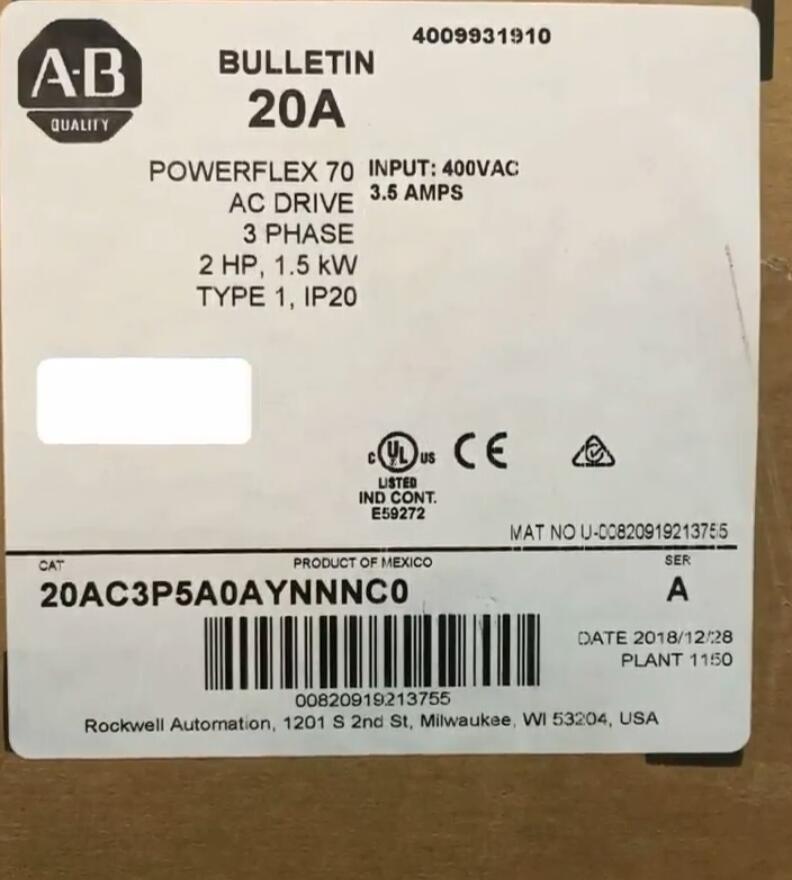 4009931910
A-B
QUALITY
BULLETIN
20A
POWERFLEX 70
AC DRIVE
3 PHASE
2 HP, 1.5 kW
TYPE 1, IP20
INPUT: 400VAC
3.5 AMPS
C UL US
LISTED
IND CONT.
E59272
CE
MAT NO U-00820919213755
CAT
PRODUCT OF MEXICO
SER
20AC3P5A0AYNNNC0
A
DATE 2018/12/28
PLANT 1150
00820919213755
Rockwell Automation, 1201 S 2nd St, Milwaukee, WI 53204, USA